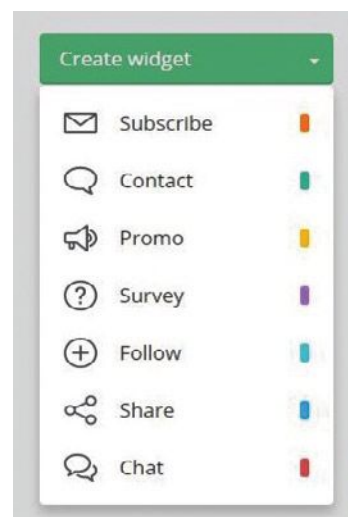 Create widget
Subscribe
Contact
Promo
Survey
Follow
Share
Chat